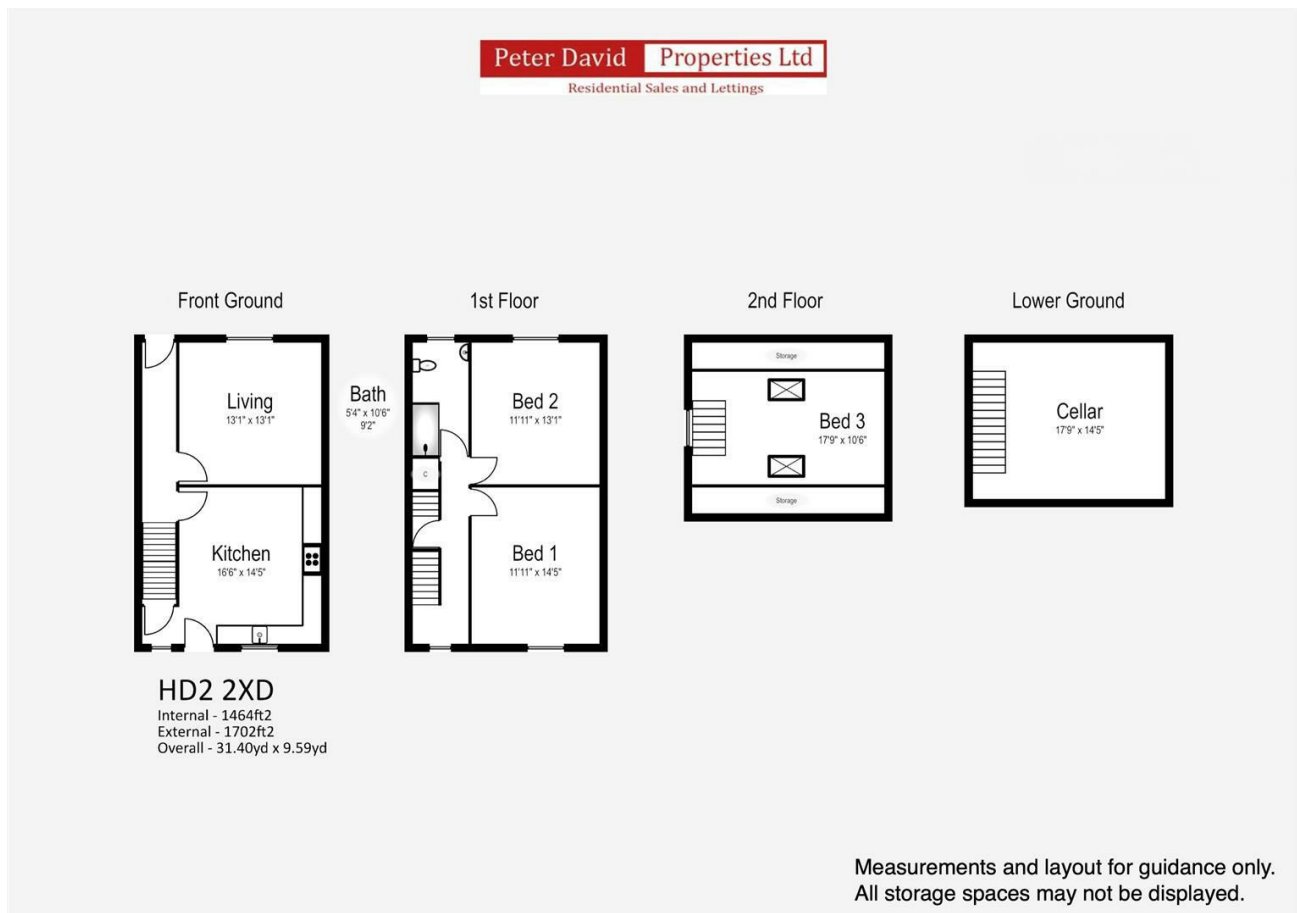 Peter David Properties Ltd
Residential Sales and Lettings
Front Ground
1st Floor
2nd Floor
Lower Ground
Living
13'1" x 13'1"
Kitchen
16'6" x 14'5"
Bath
5'4" x 10'6"
9'2"
Bed 2
11'11" x 13'1"
C
Bed 1
11'11" x 14'5"
Storage
Bed 3
17'9" x 10'6"
Storage
Cellar
17'9" x 14'5"
HD2 2XD
Internal - 1464ft2
External - 1702ft2
Overall - 31.40yd x 9.59yd
Measurements and layout for guidance only.
All storage spaces may not be displayed.